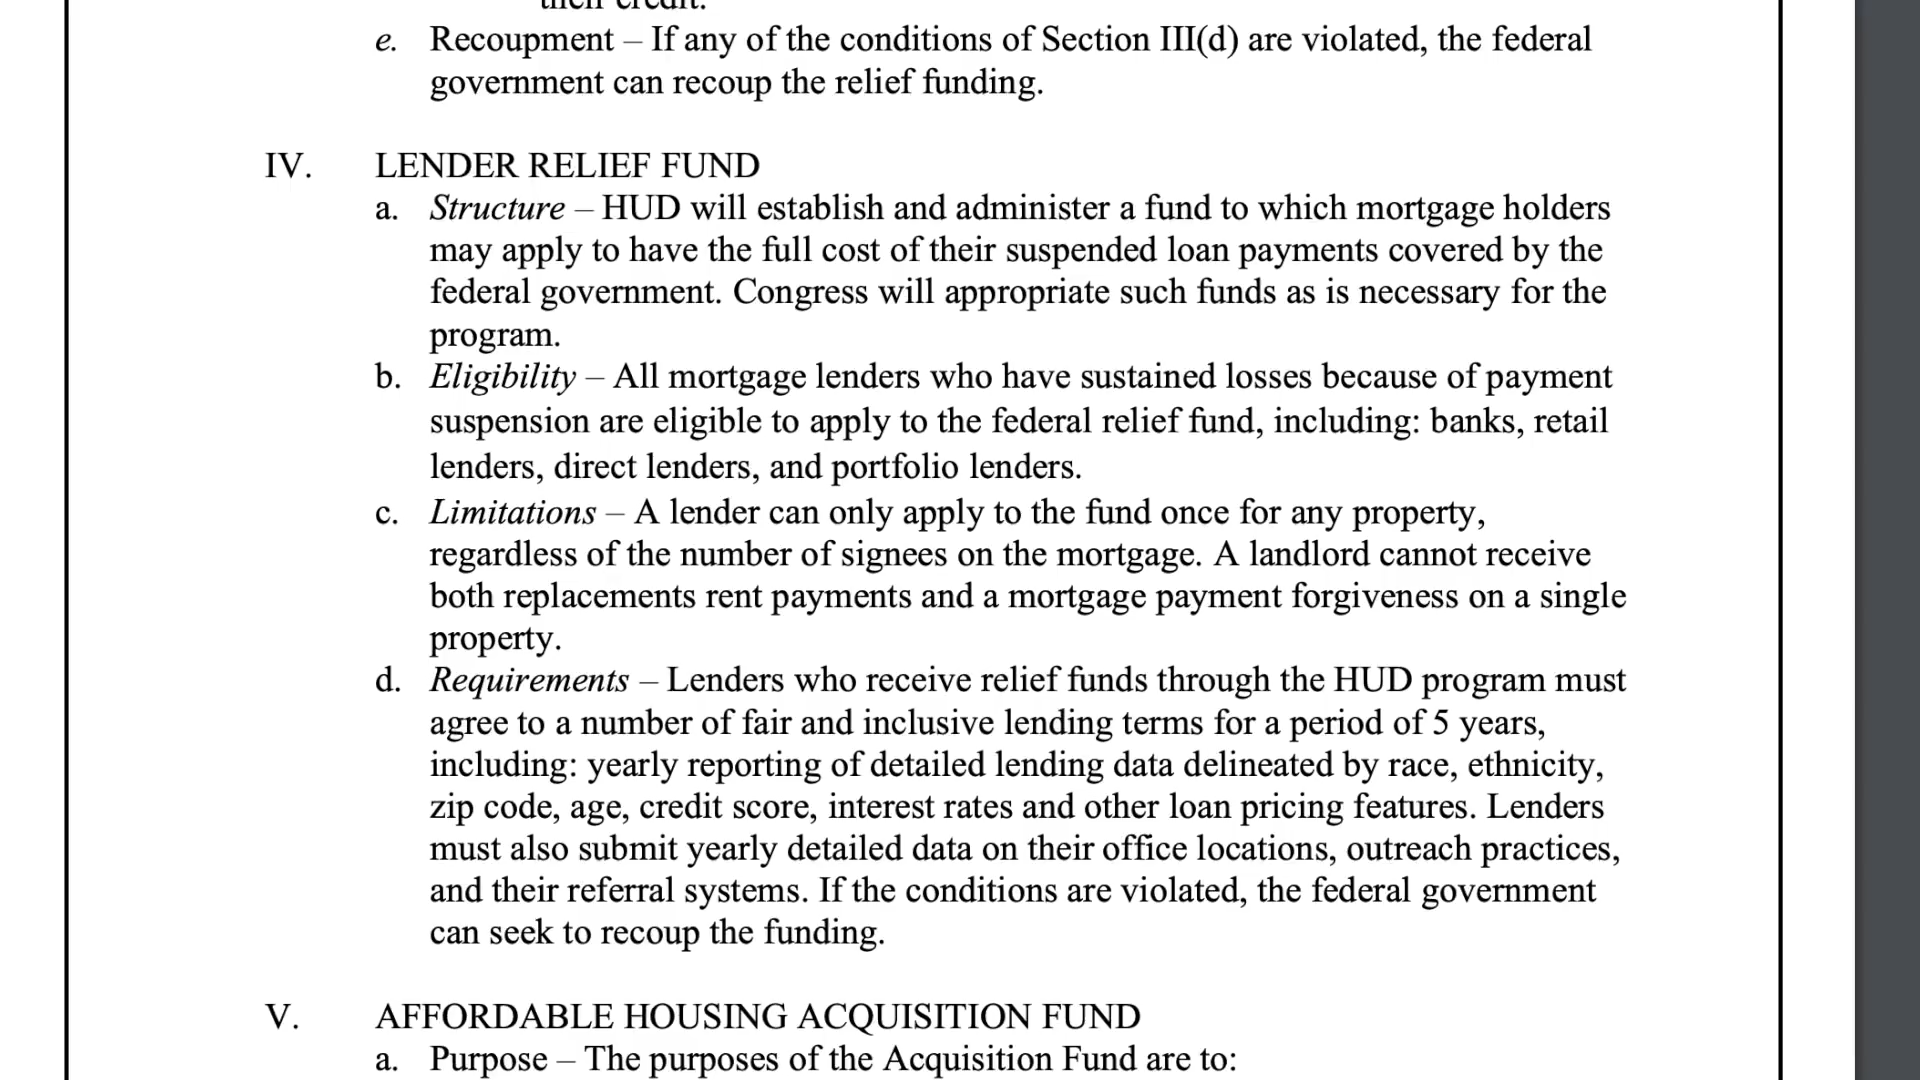 their credit.
e. Recoupment – If any of the conditions of Section III(d) are violated, the federal
government can recoup the relief funding.
IV. LENDER RELIEF FUND
a. Structure – HUD will establish and administer a fund to which mortgage holders
may apply to have the full cost of their suspended loan payments covered by the
federal government. Congress will appropriate such funds as is necessary for the
program.
b. Eligibility – All mortgage lenders who have sustained losses because of payment
suspension are eligible to apply to the federal relief fund, including: banks, retail
lenders, direct lenders, and portfolio lenders.
c. Limitations – A lender can only apply to the fund once for any property,
regardless of the number of signees on the mortgage. A landlord cannot receive
both replacements rent payments and a mortgage payment forgiveness on a single
property.
d. Requirements – Lenders who receive relief funds through the HUD program must
agree to a number of fair and inclusive lending terms for a period of 5 years,
including: yearly reporting of detailed lending data delineated by race, ethnicity,
zip code, age, credit score, interest rates and other loan pricing features. Lenders
must also submit yearly detailed data on their office locations, outreach practices,
and their referral systems. If the conditions are violated, the federal government
can seek to recoup the funding.
V. AFFORDABLE HOUSING ACQUISITION FUND
a. Purpose – The purposes of the Acquisition Fund are to: